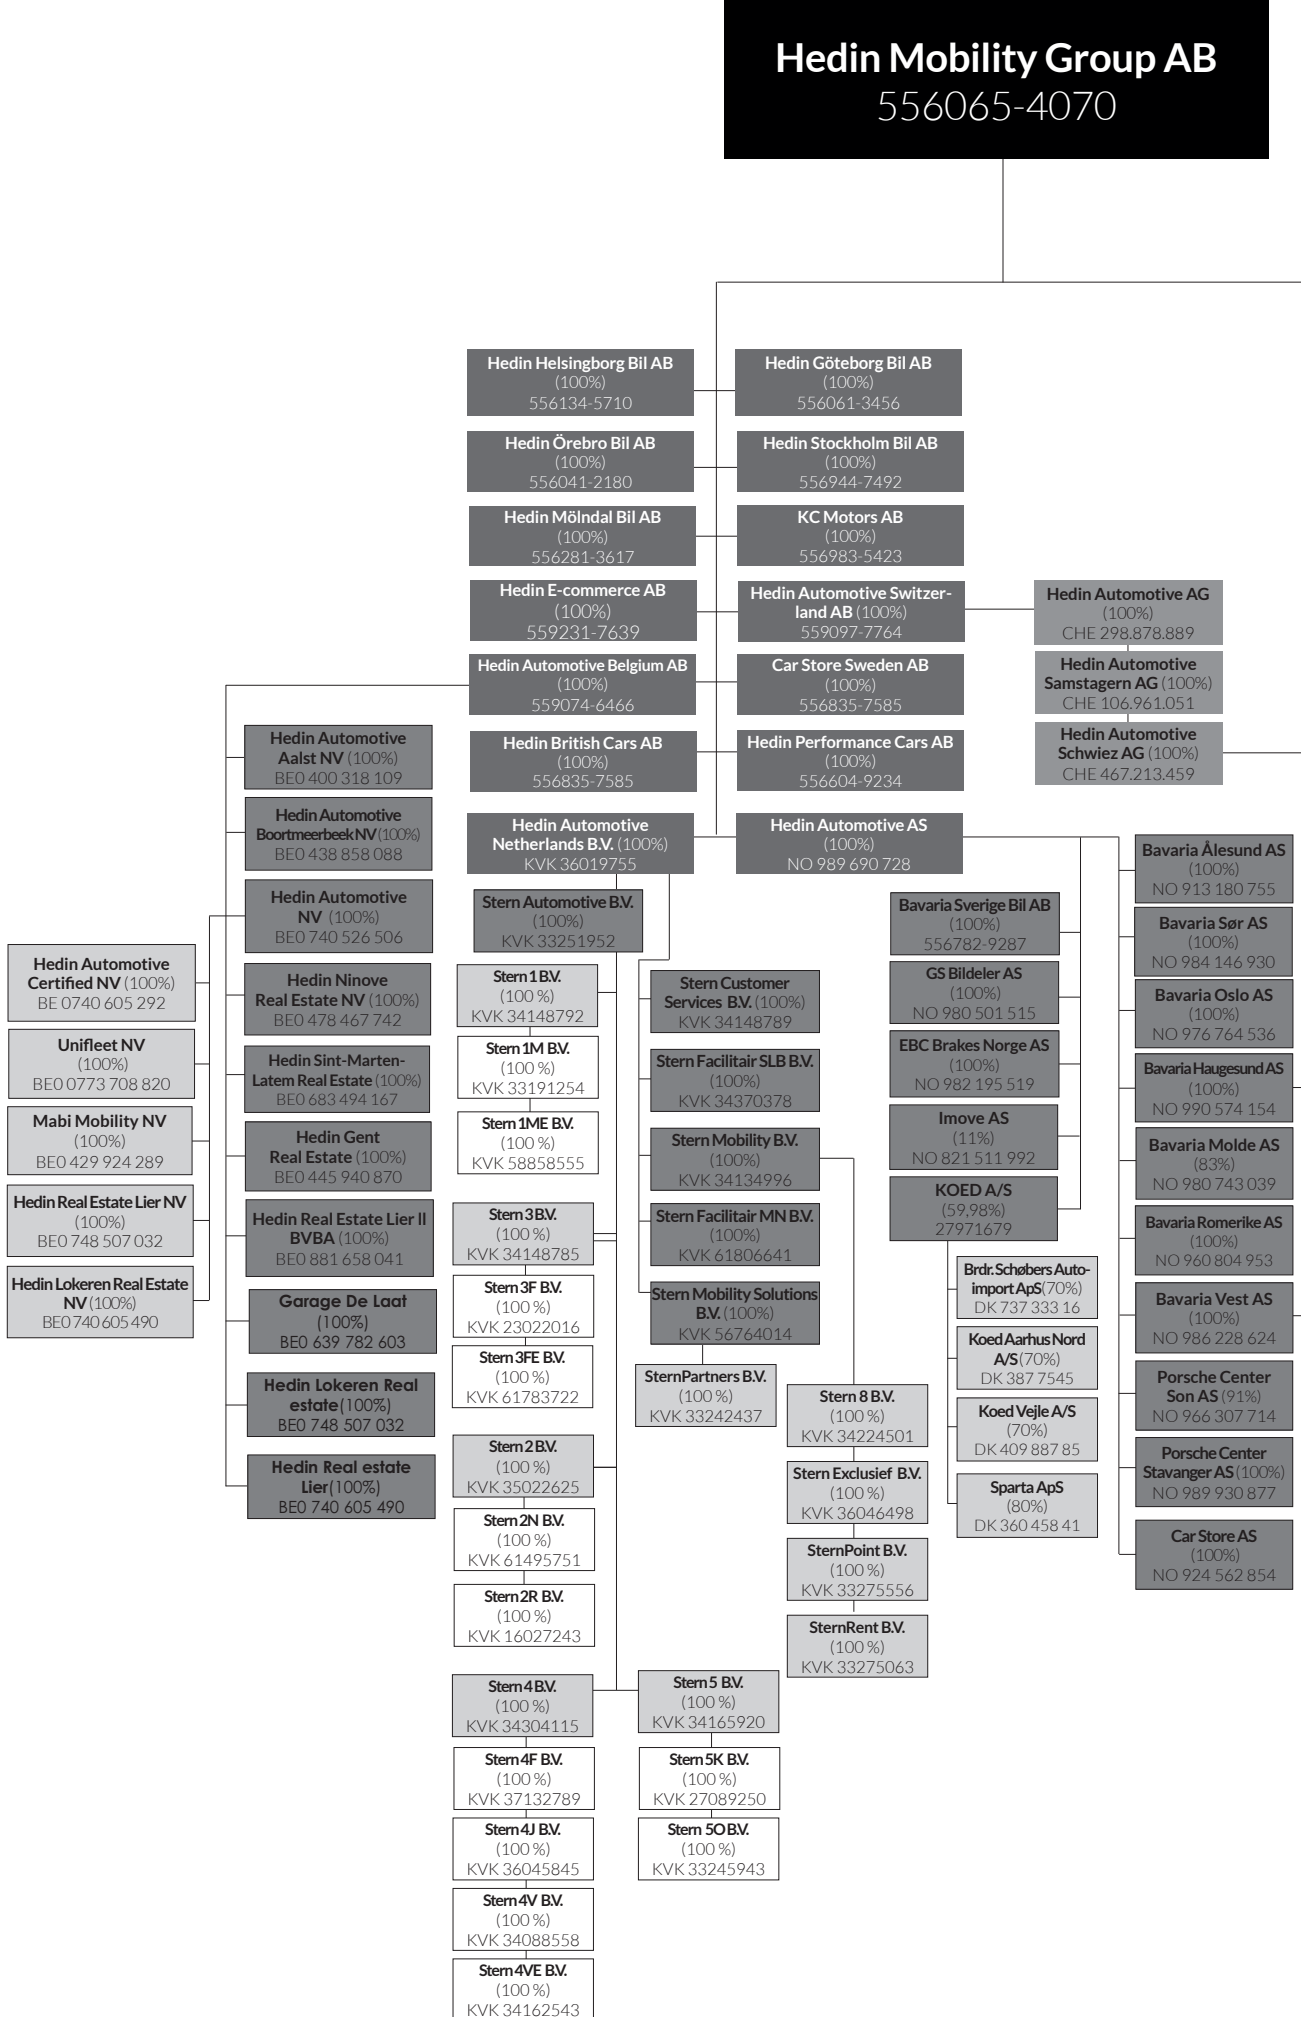 Hedin Mobility Group AB
556065-4070
Hedin Helsingborg Bil AB
(100%)
556134-5710
Hedin Göteborg Bil AB
(100%)
556061-3456
Hedin Örebro Bil AB
(100%)
556041-2180
Hedin Stockholm Bil AB
(100%)
556944-7492
Hedin Mölndal Bil AB
(100%)
556281-3617
KC Motors AB
(100%)
556983-5423
Hedin E-commerce AB
(100%)
559231-7639
Hedin Automotive Switzer-
land AB (100%)
559097-7764
Hedin Automotive AG
(100%)
CHE 298.878.889
Hedin Automotive Belgium AB
(100%)
559074-6466
Car Store Sweden AB
(100%)
556835-7585
Hedin Automotive
Samstagern AG (100%)
CHE 106.961.051
Hedin British Cars AB
(100%)
556835-7585
Hedin Performance Cars AB
(100%)
556604-9234
Hedin Automotive
Schwiez AG (100%)
CHE 467.213.459
Hedin Automotive
Netherlands B.V. (100%)
KVK 36019755
Hedin Automotive AS
(100%)
NO 989 690 728
Hedin Automotive
Aalst NV (100%)
BE0 400 318 109
Hedin Automotive
Boortmeerbeek NV (100%)
BE0 438 858 088
Hedin Automotive
NV (100%)
BE0 740 526 506
Hedin Ninove
Real Estate NV (100%)
BE0 478 467 742
Hedin Sint-Marten-
Latem Real Estate (100%)
BE0 683 494 167
Hedin Gent
Real Estate (100%)
BE0 445 940 870
Hedin Real Estate Lier II
BVBA (100%)
BE0 881 658 041
Garage De Laat
(100%)
BE0 639 782 603
Hedin Lokeren Real
estate (100%)
BE0 748 507 032
Hedin Real estate
Lier (100%)
BE0 740 605 490
Hedin Automotive
Certified NV (100%)
BE 0740 605 292
Unifleet NV
(100%)
BE0 0773 708 820
Mabi Mobility NV
(100%)
BE0 429 924 289
Hedin Real Estate Lier NV
(100%)
BE0 748 507 032
Hedin Lokeren Real Estate
NV (100%)
BE0 740 605 490
Stern Automotive B.V.
(100%)
KVK 33251952
Stern 1 B.V.
(100 %)
KVK 34148792
Stern 1M B.V.
(100 %)
KVK 33191254
Stern 1ME B.V.
(100 %)
KVK 58858555
Stern 3 B.V.
(100 %)
KVK 34148785
Stern 3F B.V.
(100 %)
KVK 23022016
Stern 3FE B.V.
(100 %)
KVK 61783722
Stern 2 B.V.
(100 %)
KVK 35022625
Stern 2N B.V.
(100 %)
KVK 61495751
Stern 2R B.V.
(100 %)
KVK 16027243
Stern 4 B.V.
(100 %)
KVK 34304115
Stern 4F B.V.
(100 %)
KVK 37132789
Stern 4J B.V.
(100 %)
KVK 36045845
Stern 4V B.V.
(100 %)
KVK 34088558
Stern 4VE B.V.
(100 %)
KVK 34162543
Stern 5 B.V.
(100 %)
KVK 34165920
Stern 5K B.V.
(100 %)
KVK 27089250
Stern 5O B.V.
(100 %)
KVK 33245943
Stern Customer
Services B.V. (100%)
KVK 34148789
Stern Facilitair SLB B.V.
(100%)
KVK 34370378
Stern Mobility B.V.
(100%)
KVK 34134996
Stern Facilitair MN B.V.
(100%)
KVK 61806641
Stern Mobility Solutions
B.V. (100%)
KVK 56764014
SternPartners B.V.
(100 %)
KVK 33242437
Stern 8 B.V.
(100 %)
KVK 34224501
Stern Exclusief B.V.
(100 %)
KVK 36046498
SternPoint B.V.
(100 %)
KVK 33275556
SternRent B.V.
(100 %)
KVK 33275063
Bavaria Sverige Bil AB
(100%)
556782-9287
GS Bildeler AS
(100%)
NO 980 501 515
EBC Brakes Norge AS
(100%)
NO 982 195 519
Imove AS
(11%)
NO 821 511 992
KOED A/S
(59,98%)
27971679
Brdr. Schøbers Auto-
import ApS (70%)
DK 737 333 16
Koed Aarhus Nord
A/S (70%)
DK 387 7545
Koed Vejle A/S
(70%)
DK 409 887 85
Sparta ApS
(80%)
DK 360 458 41
Bavaria Ålesund AS
(100%)
NO 913 180 755
Bavaria Sør AS
(100%)
NO 984 146 930
Bavaria Oslo AS
(100%)
NO 976 764 536
Bavaria Haugesund AS
(100%)
NO 990 574 154
Bavaria Molde AS
(83%)
NO 980 743 039
Bavaria Romerike AS
(100%)
NO 960 804 953
Bavaria Vest AS
(100%)
NO 986 228 624
Porsche Center
Son AS (91%)
NO 966 307 714
Porsche Center
Stavanger AS (100%)
NO 989 930 877
Car Store AS
(100%)
NO 924 562 854